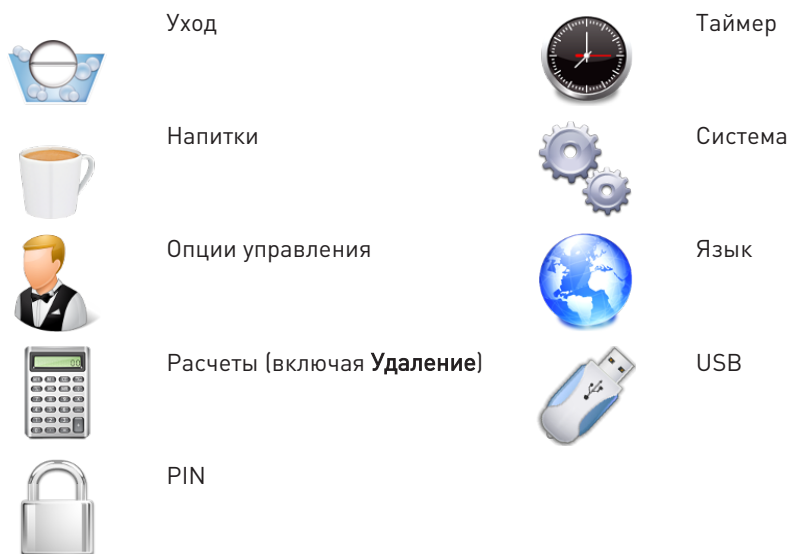 Уход
Таймер
Напитки
Система
Опции управления
Язык
Расчеты (включая Удаление)
USB
PIN